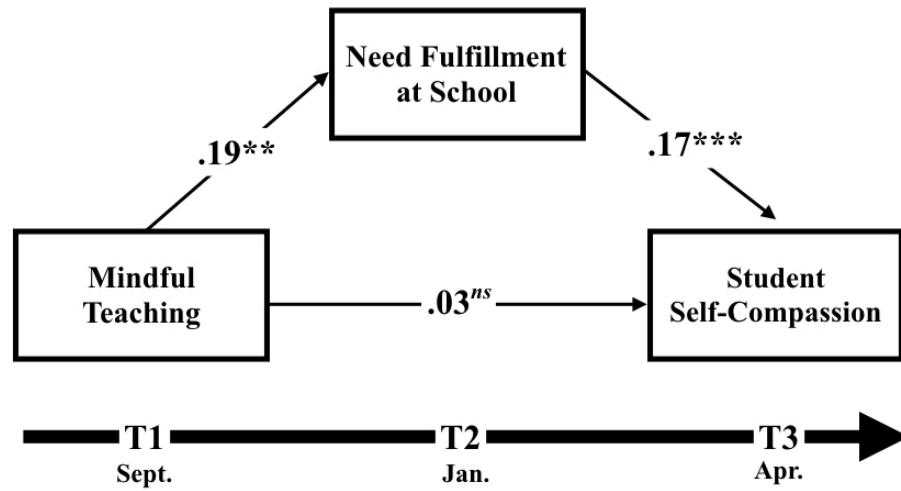 Need Fulfillment
at School
.19**
.17***
Mindful
Teaching
.03ns
Student
Self-Compassion
T1
T2
T3
Sept.
Jan.
Apr.